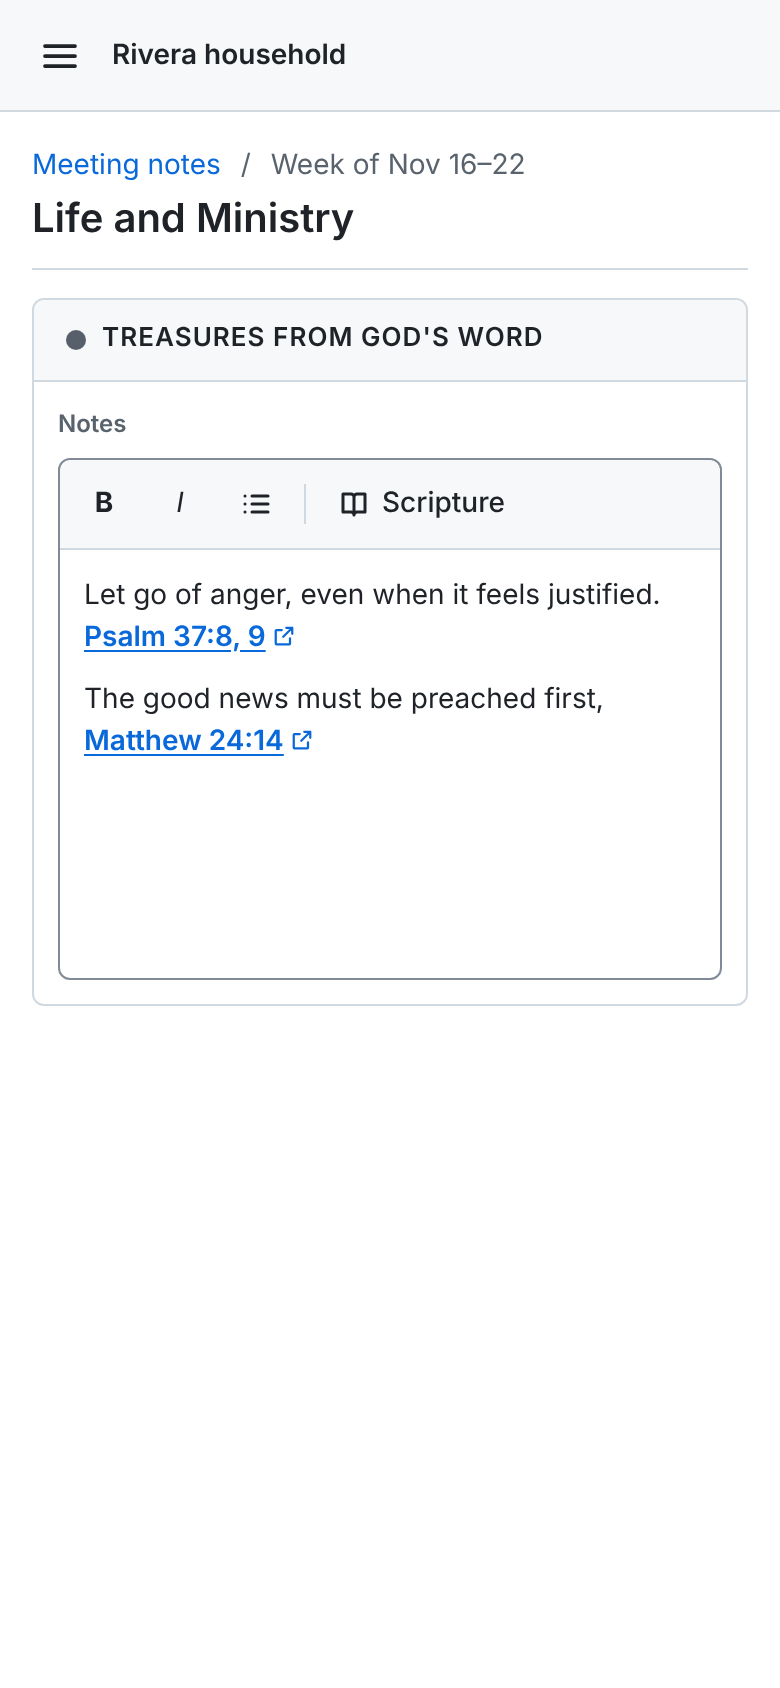 Rivera household
Meeting notes / Week of Nov 16–22
Life and Ministry
TREASURES FROM GOD'S WORD
Notes
B I Scripture
Let go of anger, even when it feels justified.
Psalm 37:8, 9
The good news must be preached first,
Matthew 24:14